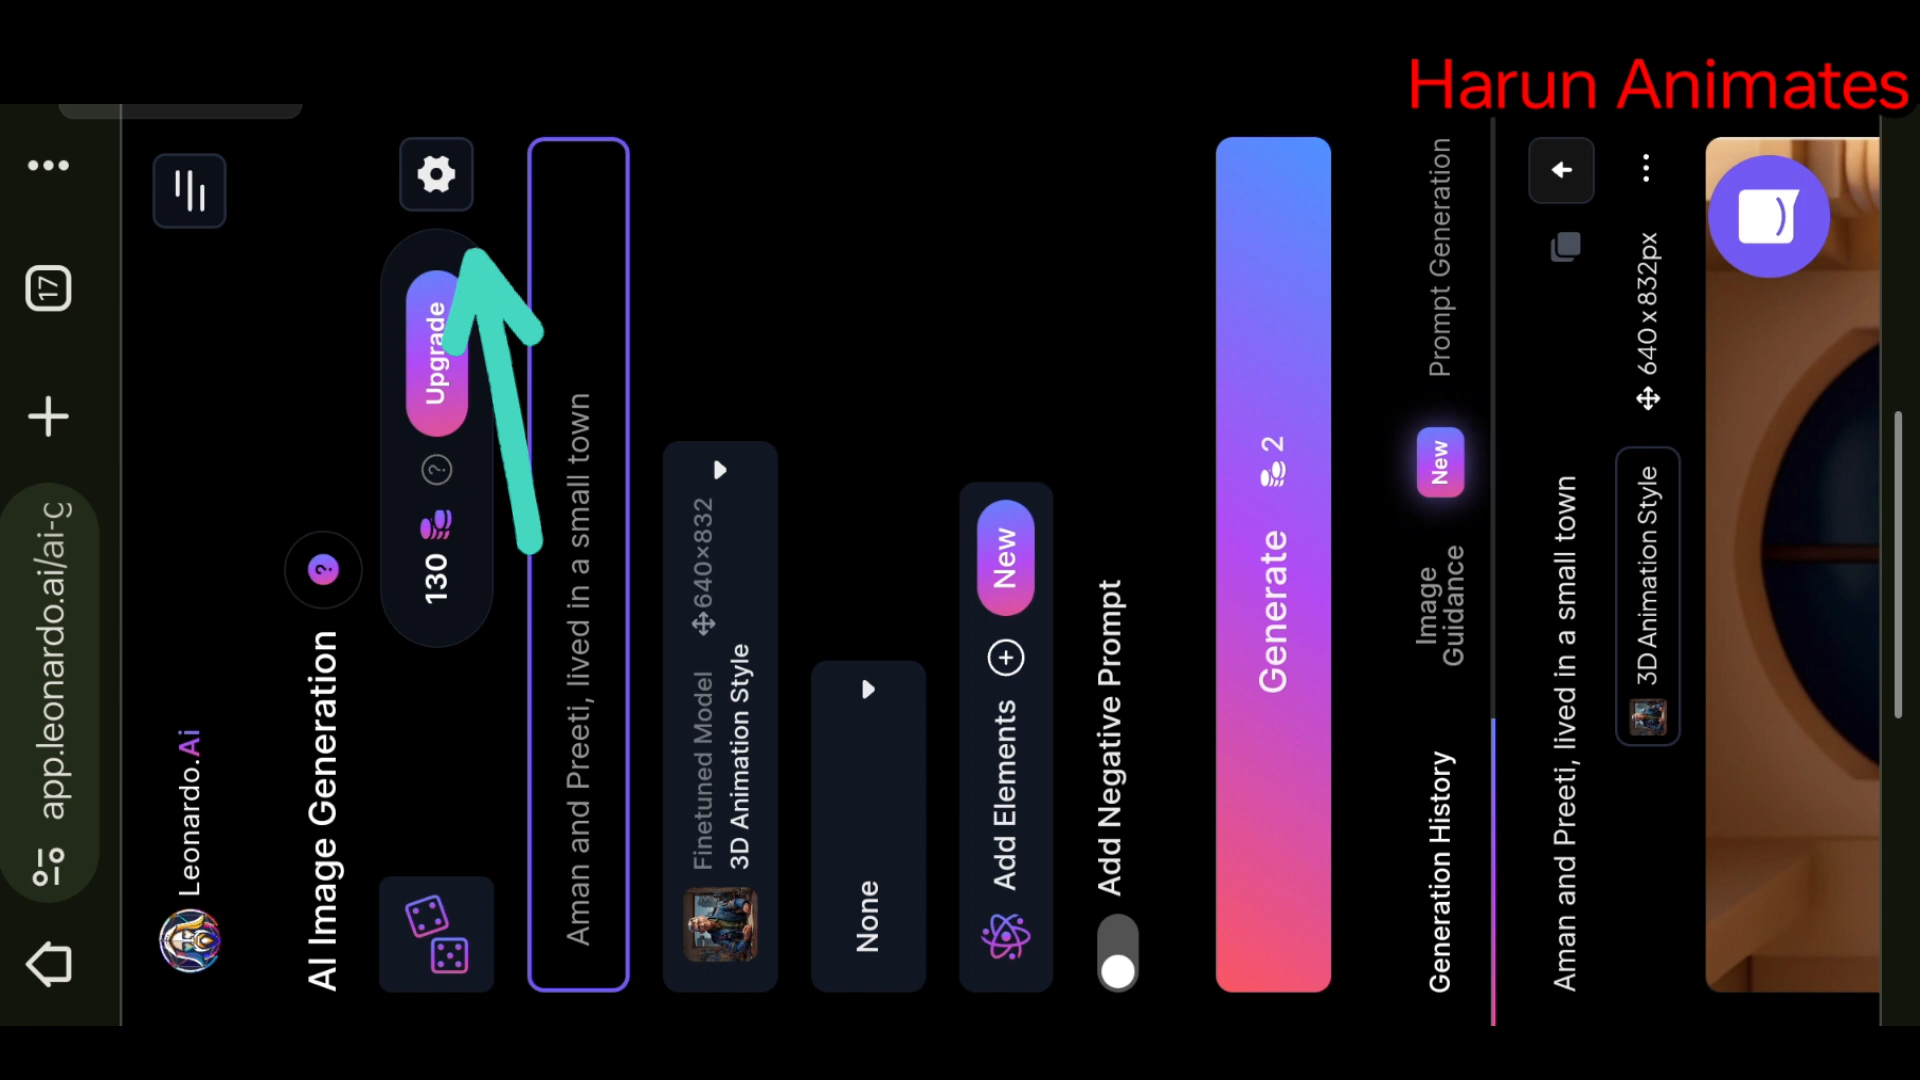 Harun Animates
17
app.leonardo.ai/ai-g
Leonardo.Ai
AI Image Generation
?
130
?
Upgrade
Aman and Preeti, lived in a small town
Finetuned Model 640×832
3D Animation Style
None
Add Elements
New
Add Negative Prompt
Generate 2
Generation History
Image
Guidance
New
Prompt Generation
Aman and Preeti, lived in a small town
3D Animation Style
640 x 832px